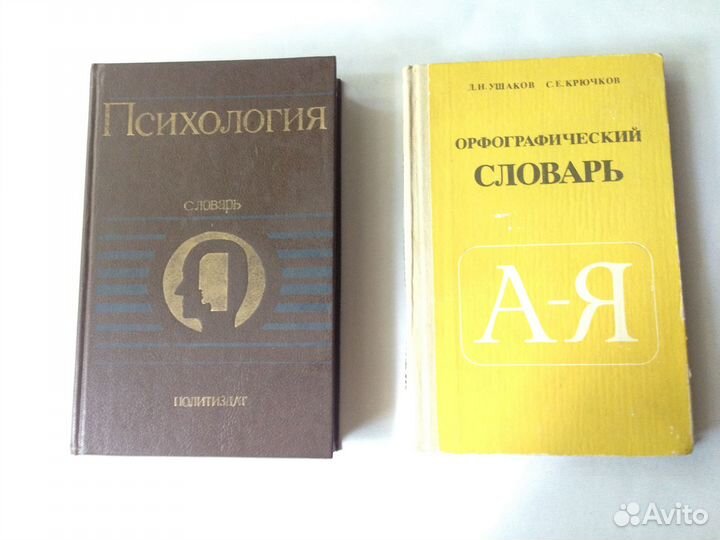 Психология
словарь
ПОЛИТИЗДАТ
Д.Н.УШАКОВ С.Е.КРЮЧКОВ
ОРФОГРАФИЧЕСКИЙ
СЛОВАРЬ
А-Я
Avito